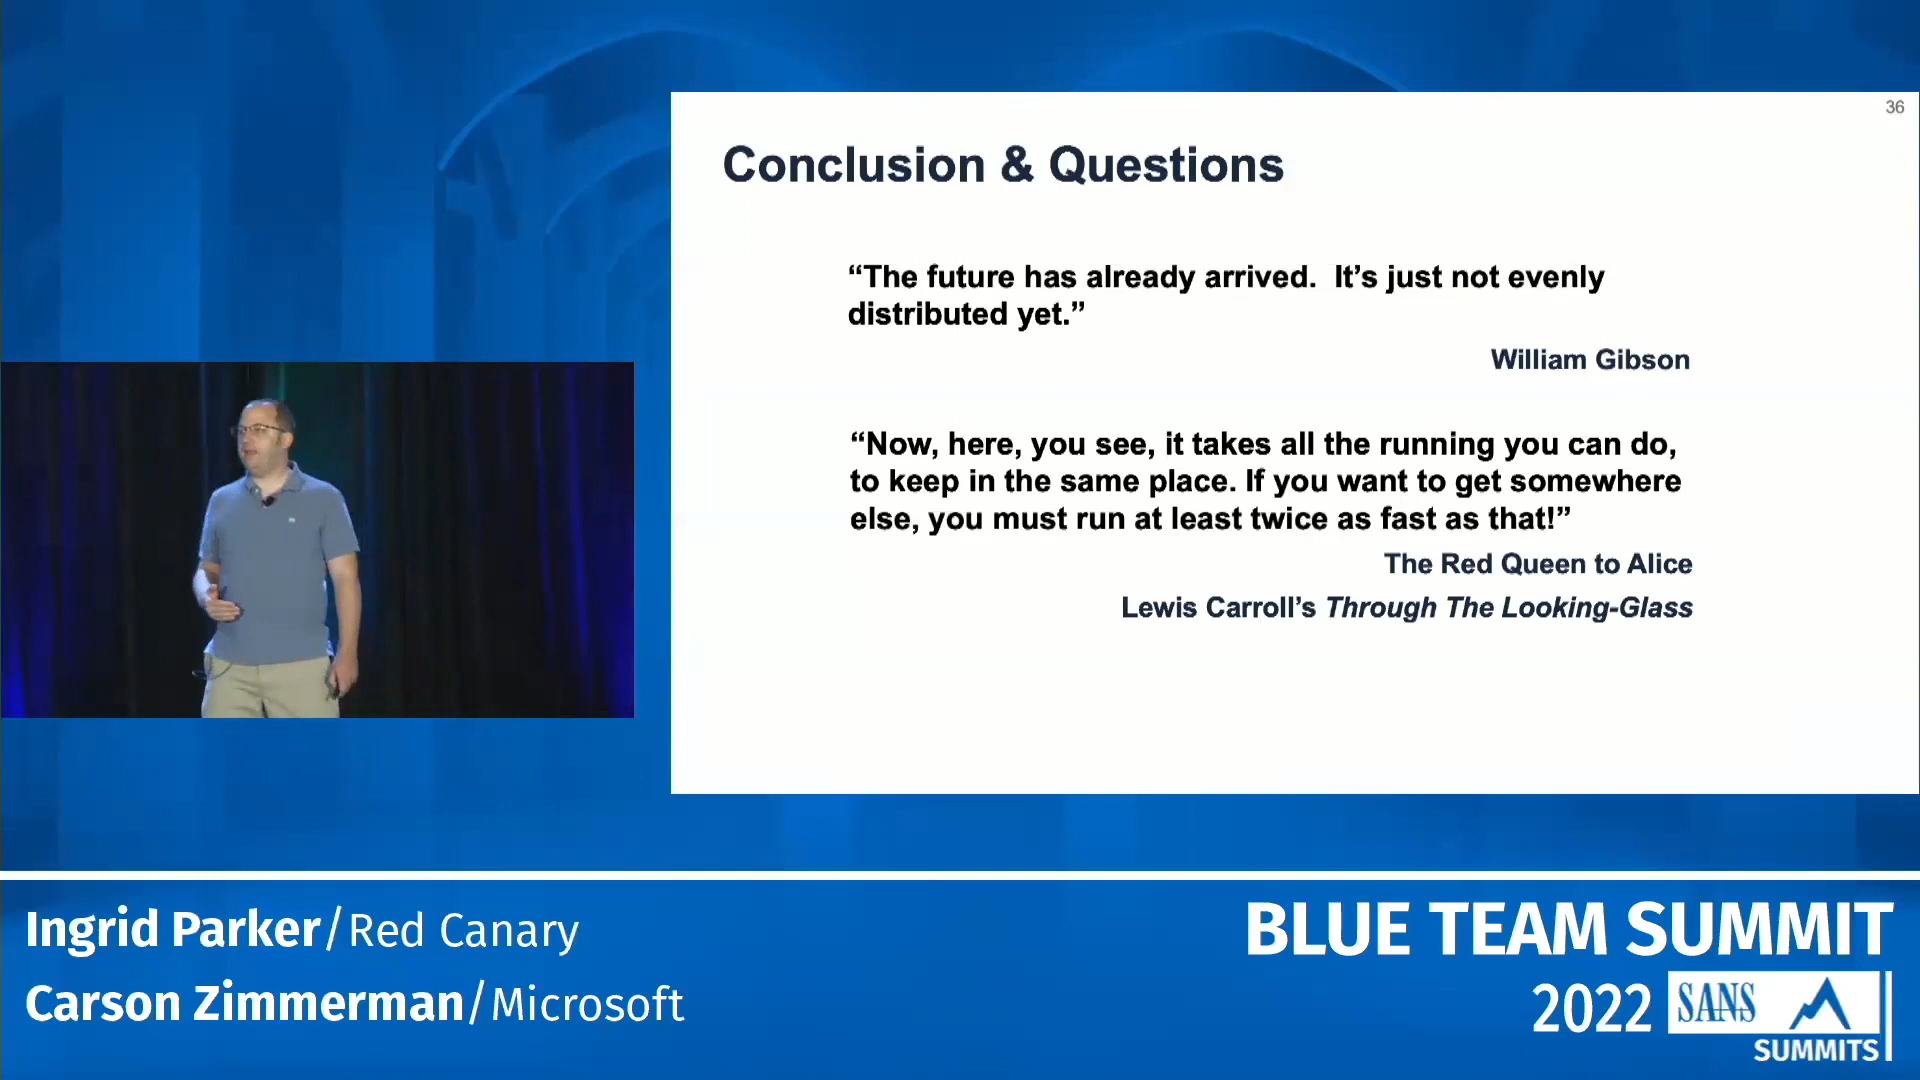 36
Conclusion & Questions
“The future has already arrived.  It’s just not evenly
distributed yet.”
William Gibson
“Now, here, you see, it takes all the running you can do,
to keep in the same place. If you want to get somewhere
else, you must run at least twice as fast as that!”
The Red Queen to Alice
Lewis Carroll’s Through The Looking-Glass
Ingrid Parker/Red Canary
Carson Zimmerman/Microsoft
BLUE TEAM SUMMIT
2022 SANS
SUMMITS